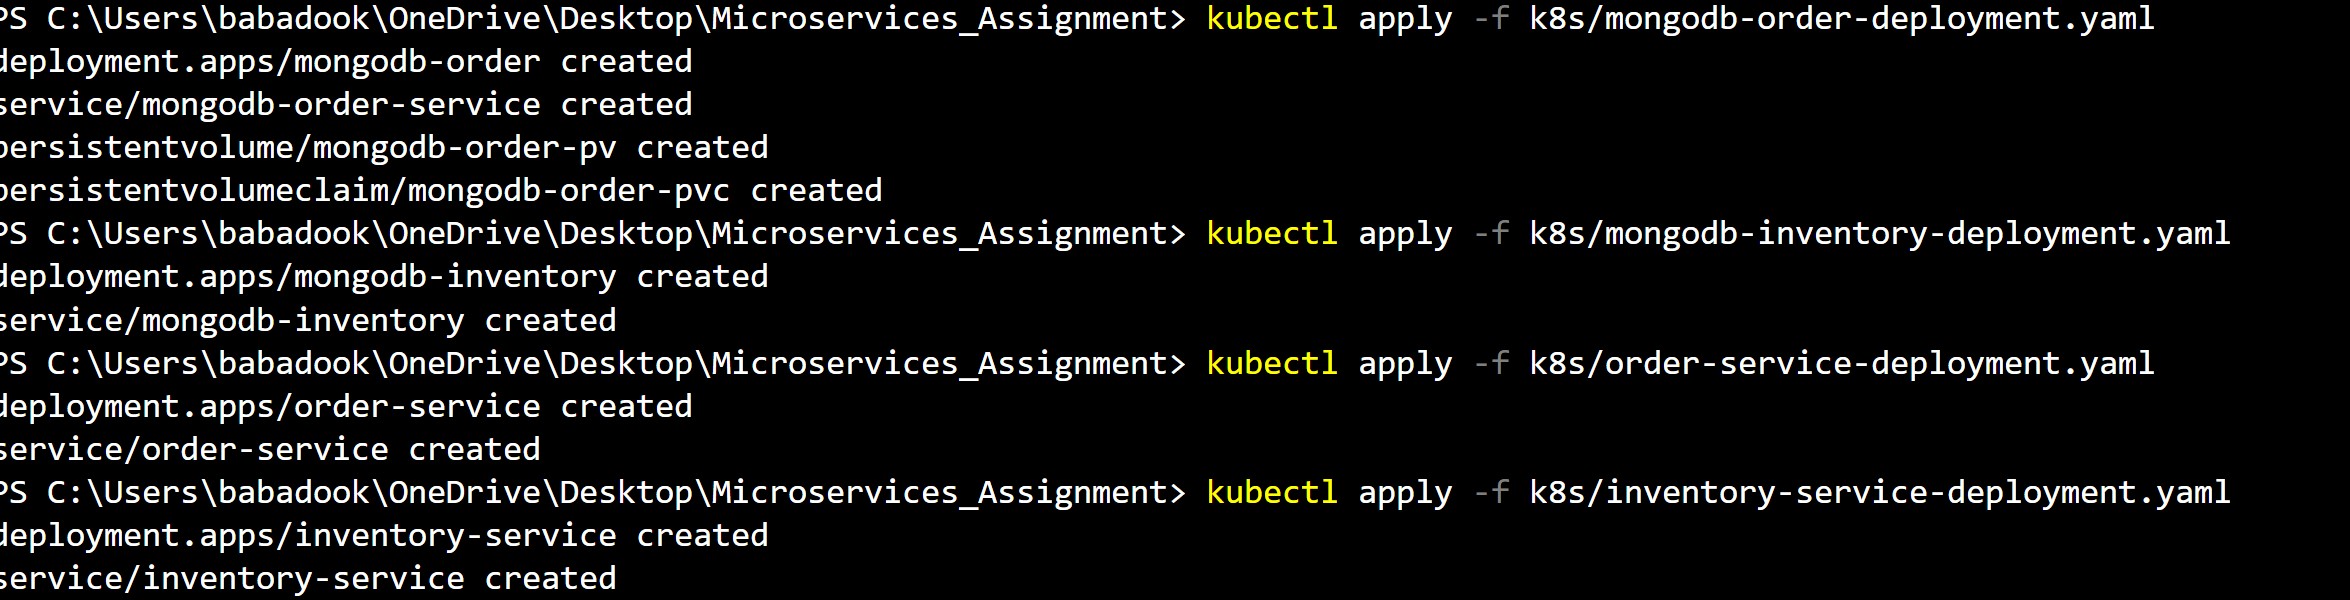 PS C:\Users\babadook\OneDrive\Desktop\Microservices_Assignment> kubectl apply -f k8s/mongodb-order-deployment.yaml
deployment.apps/mongodb-order created
service/mongodb-order-service created
persistentvolume/mongodb-order-pv created
persistentvolumeclaim/mongodb-order-pvc created
PS C:\Users\babadook\OneDrive\Desktop\Microservices_Assignment> kubectl apply -f k8s/mongodb-inventory-deployment.yaml
deployment.apps/mongodb-inventory created
service/mongodb-inventory created
PS C:\Users\babadook\OneDrive\Desktop\Microservices_Assignment> kubectl apply -f k8s/order-service-deployment.yaml
deployment.apps/order-service created
service/order-service created
PS C:\Users\babadook\OneDrive\Desktop\Microservices_Assignment> kubectl apply -f k8s/inventory-service-deployment.yaml
deployment.apps/inventory-service created
service/inventory-service created